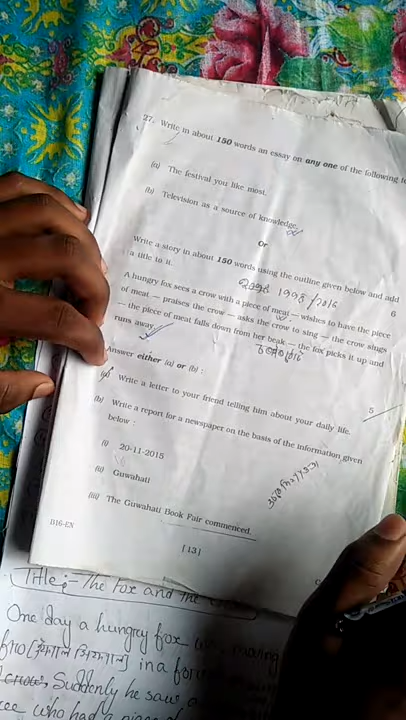 27. Write in about 150 words an essay on any one of the following
(a) The festival you like most.
(b) Television as a source of knowledge.
Or
Write a story in about 150 words using the outline given below and add
a title to it. 6
1998/2016
A hungry fox sees a crow with a piece of meat — wishes to have the piece
of meat — praises the crow — asks the crow to sing — the crow sings
— the piece of meat falls down from her beak — the fox picks it up and
runs away.
Answer either (a) or (b) : 5
(a) Write a letter to your friend telling him about your daily life.
(b) Write a report for a newspaper on the basis of the information given
below :
(i) 20-11-2015
(ii) Guwahati
(iii) The Guwahati Book Fair commenced.
D16-EN
[ 13 ]
Title:- The Fox and the
One day a hungry fox was moving
in a
Suddenly he saw a
who had a piece